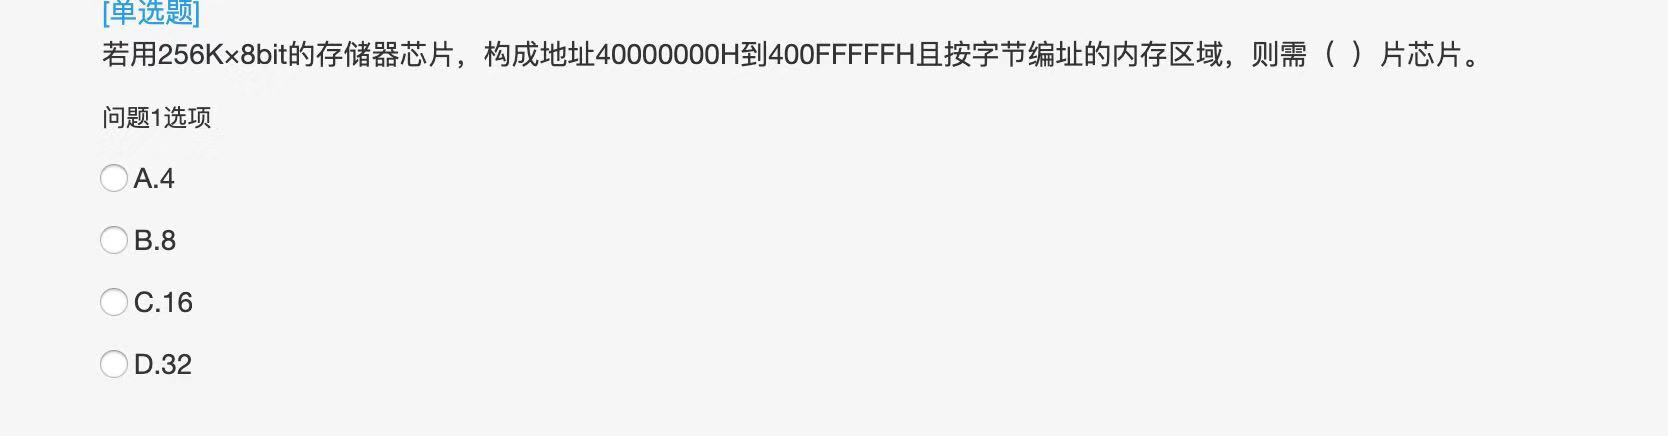 [单选题]
若用256K×8bit的存储器芯片，构成地址40000000H到400FFFFFH且按字节编址的内存区域，则需（ ）片芯片。
问题1选项
A.4
B.8
C.16
D.32